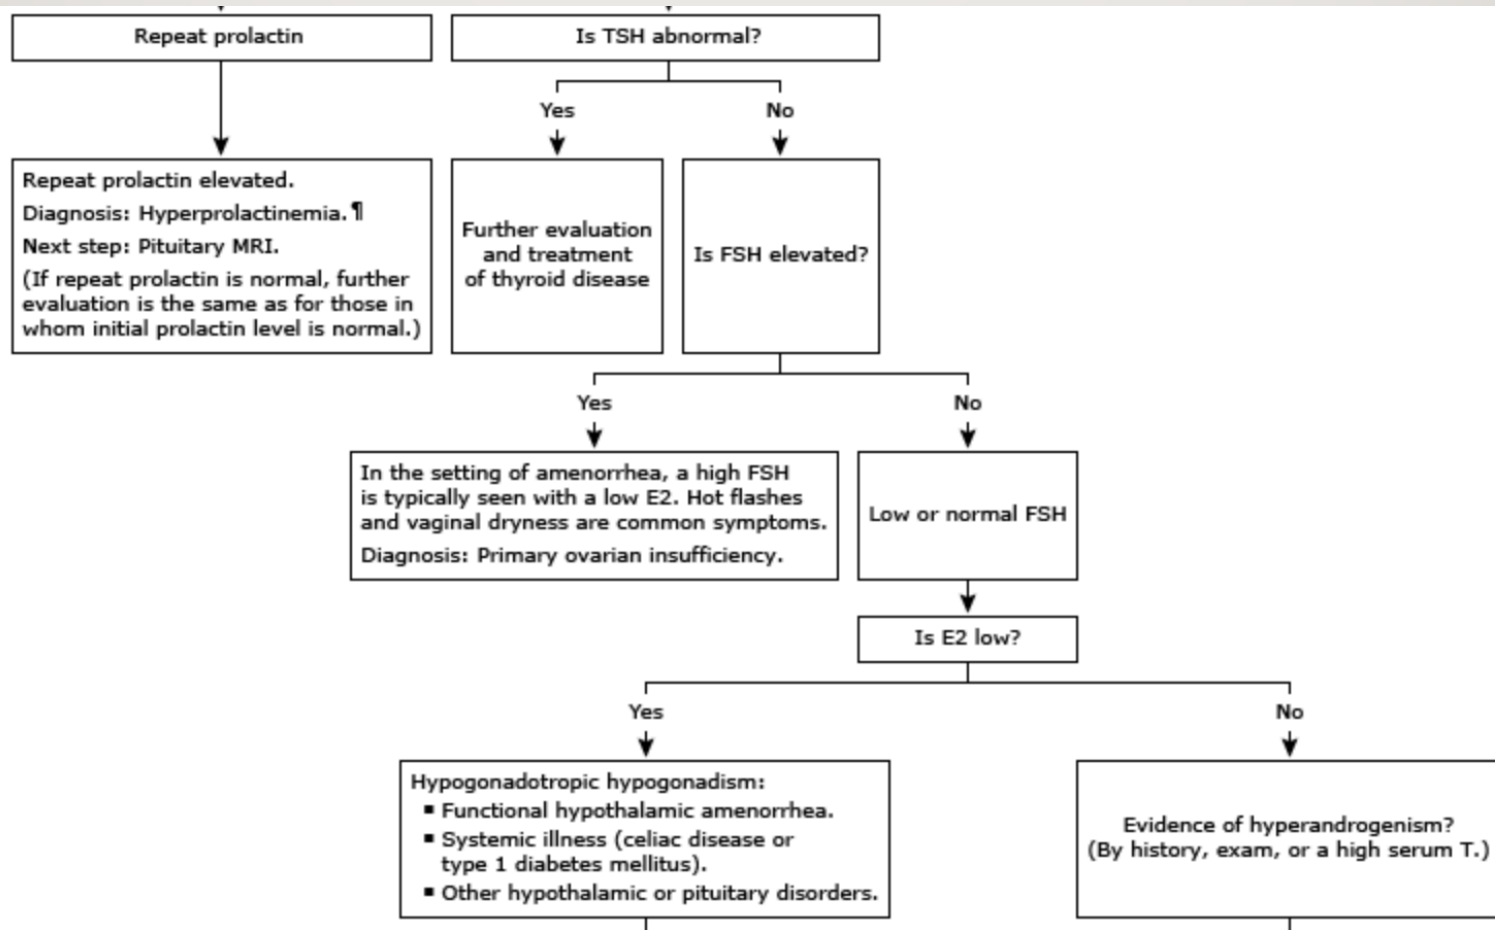 Repeat prolactin
Is TSH abnormal?
Yes
No
Repeat prolactin elevated.
Diagnosis: Hyperprolactinemia.¶
Next step: Pituitary MRI.
(If repeat prolactin is normal, further
evaluation is the same as for those in
whom initial prolactin level is normal.)
Further evaluation
and treatment
of thyroid disease
Is FSH elevated?
Yes
No
In the setting of amenorrhea, a high FSH
is typically seen with a low E2. Hot flashes
and vaginal dryness are common symptoms.
Diagnosis: Primary ovarian insufficiency.
Low or normal FSH
Is E2 low?
Yes
No
Hypogonadotropic hypogonadism:
▪ Functional hypothalamic amenorrhea.
▪ Systemic illness (celiac disease or
type 1 diabetes mellitus).
▪ Other hypothalamic or pituitary disorders.
Evidence of hyperandrogenism?
(By history, exam, or a high serum T.)